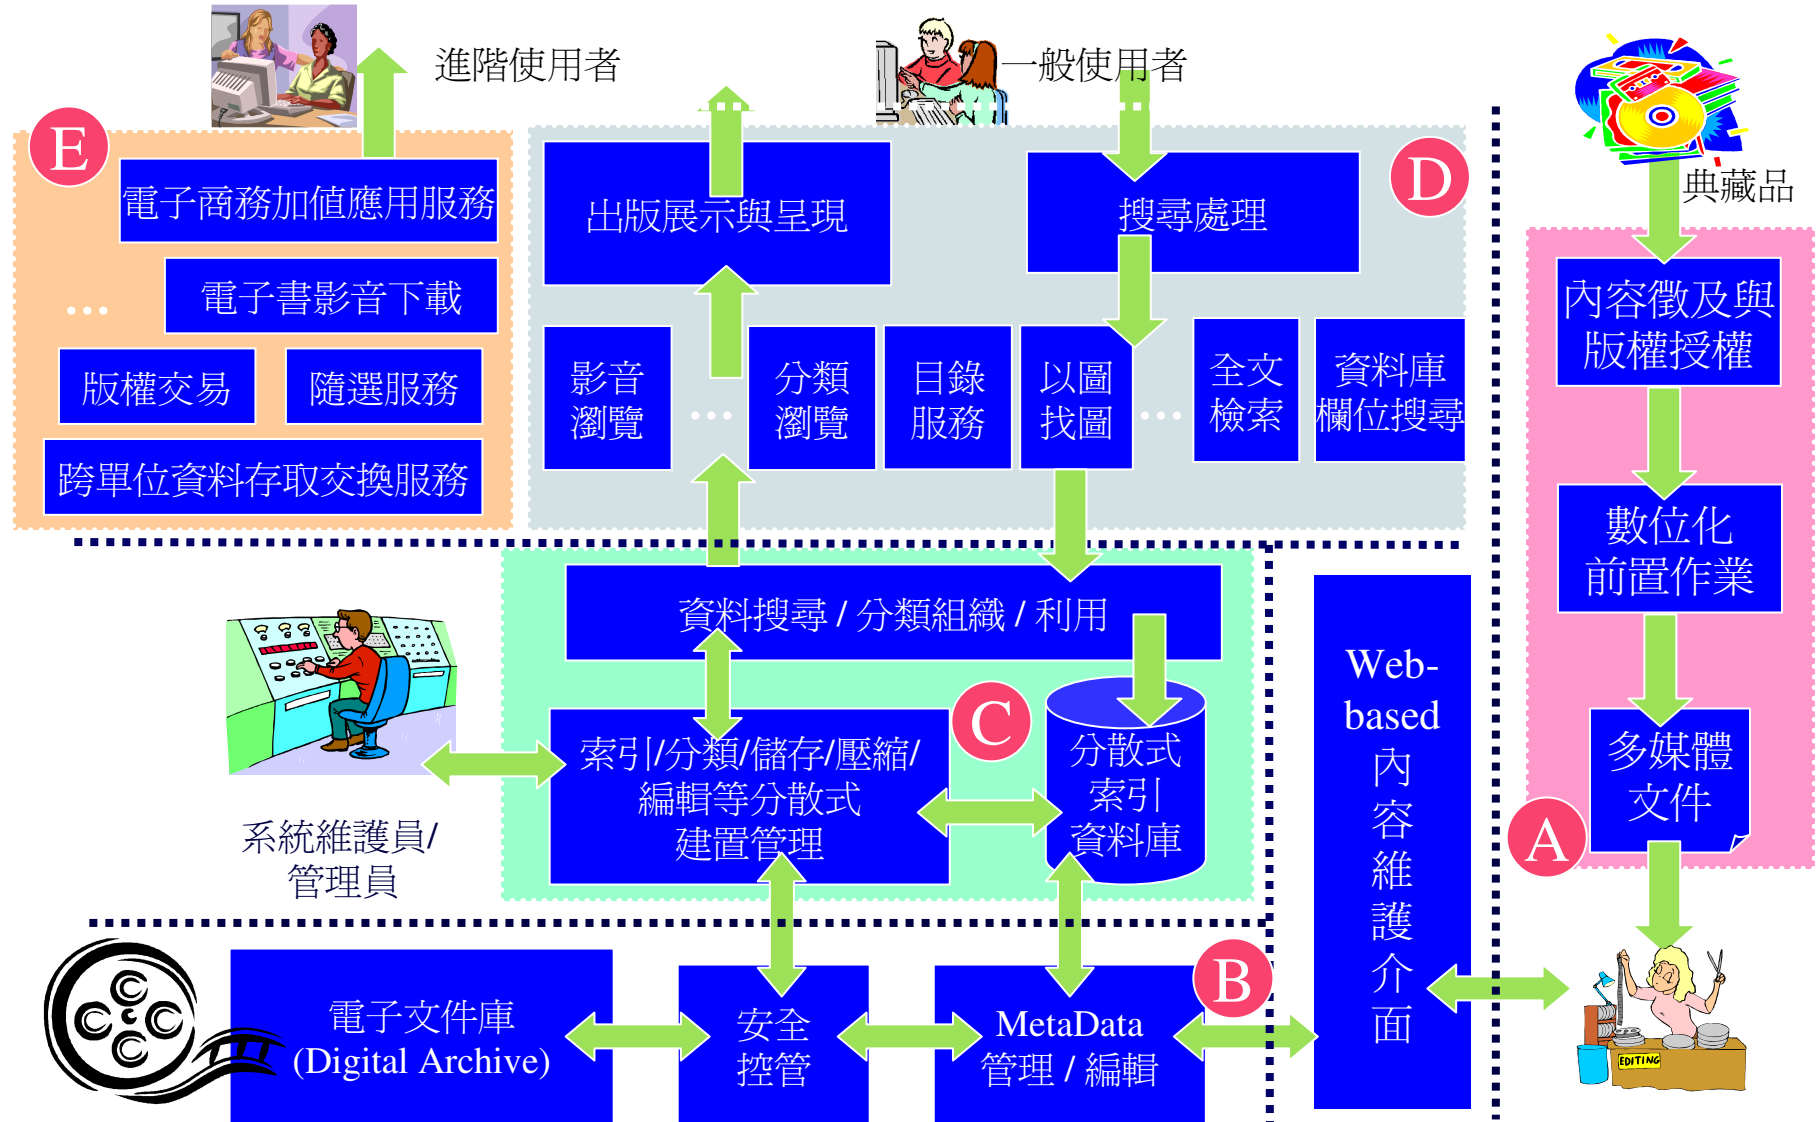 進階使用者
一般使用者
典藏品
E
電子商務加值應用服務
電子書影音下載
…
版權交易
隨選服務
跨單位資料存取交換服務
D
出版展示與呈現
搜尋處理
影音
瀏覽
…
分類
瀏覽
目錄
服務
以圖
找圖
…
全文
檢索
資料庫
欄位搜尋
內容徵及與
版權授權
數位化
前置作業
多媒體
文件
A
資料搜尋 / 分類組織 / 利用
C
索引/分類/儲存/壓縮/
編輯等分散式
建置管理
分散式
索引
資料庫
系統維護員/
管理員
Web-
based
內
容
維
護
介
面
B
電子文件庫
(Digital Archive)
安全
控管
MetaData
管理 / 編輯
EDITING